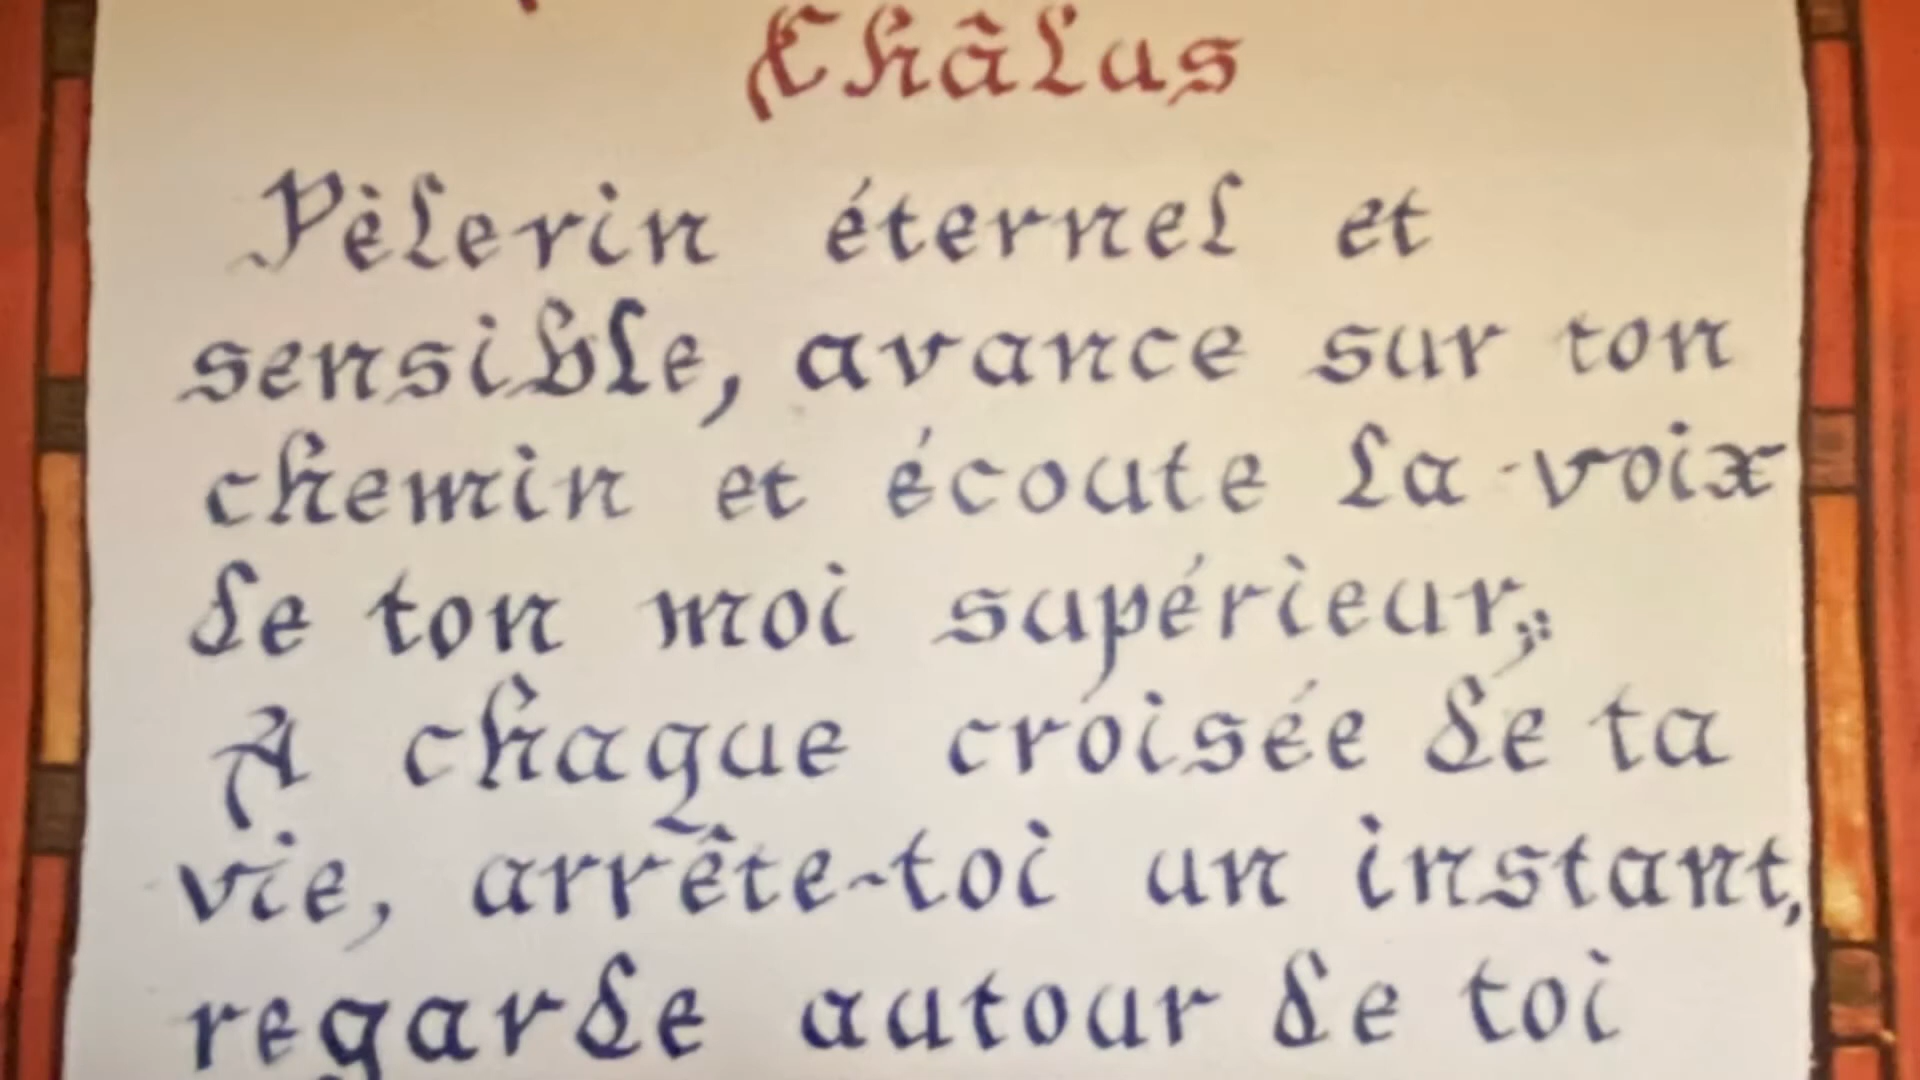 Châlus
Pèlerin éternel et
sensible, avance sur ton
chemin et écoute la voix
de ton moi supérieur,
A chaque croisée de ta
vie, arrête-toi un instant,
regarde autour de toi